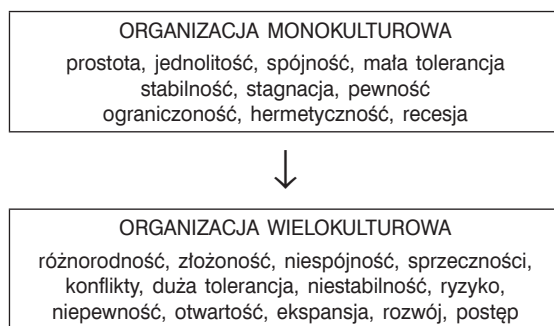 ORGANIZACJA MONOKULTUROWA
prostota, jednolitość, spójność, mała tolerancja
stabilność, stagnacja, pewność
ograniczoność, hermetyczność, recesja
ORGANIZACJA WIELOKULTUROWA
różnorodność, złożoność, niespójność, sprzeczności,
konflikty, duża tolerancja, niestabilność, ryzyko,
niepewność, otwartość, ekspansja, rozwój, postęp